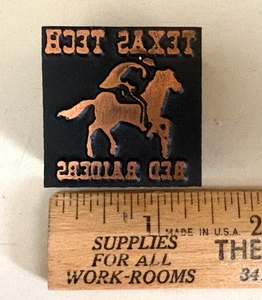 TEXAS TECH
RED RAIDERS
1
MADE IN U.S.A.
2
SUPPLIES
FOR ALL
WORK-ROOMS
THE
34